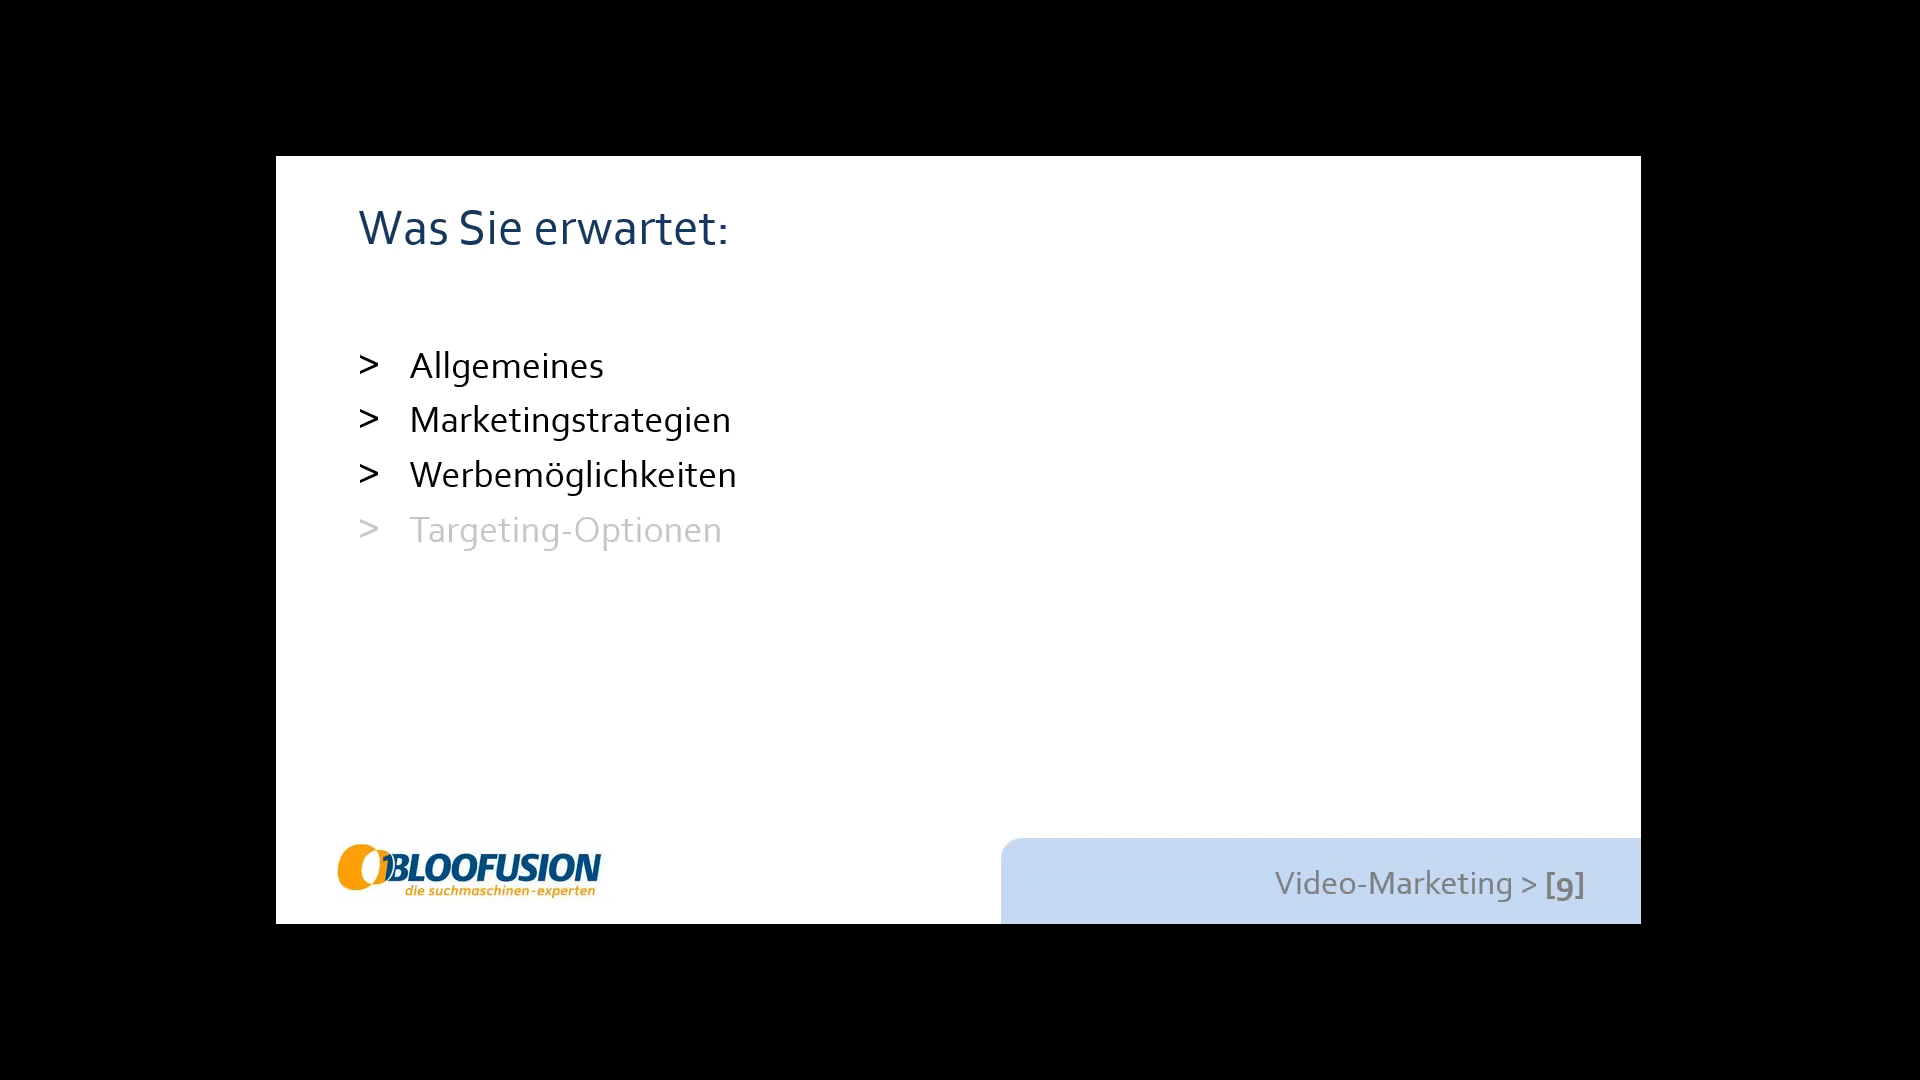 Was Sie erwartet:
> Allgemeines
> Marketingstrategien
> Werbemöglichkeiten
> Targeting-Optionen
BLOOFUSION
die suchmaschinen-experten
Video-Marketing > [9]